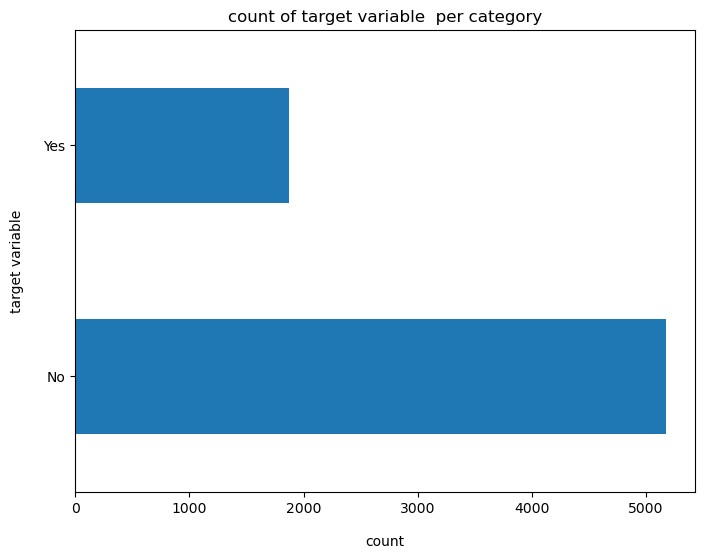 count of target variable  per category
Yes
No
target variable
0 1000 2000 3000 4000 5000
count